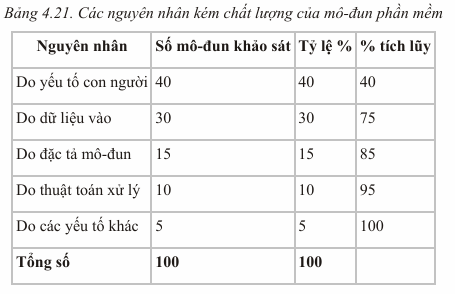 Bảng 4.21. Các nguyên nhân kém chất lượng của mô-đun phần mềm
Nguyên nhân Số mô-đun khảo sát Tỷ lệ % % tích lũy
Do yếu tố con người 40 40 40
Do dữ liệu vào 30 30 75
Do đặc tả mô-đun 15 15 85
Do thuật toán xử lý 10 10 95
Do các yếu tố khác 5 5 100
Tổng số 100 100